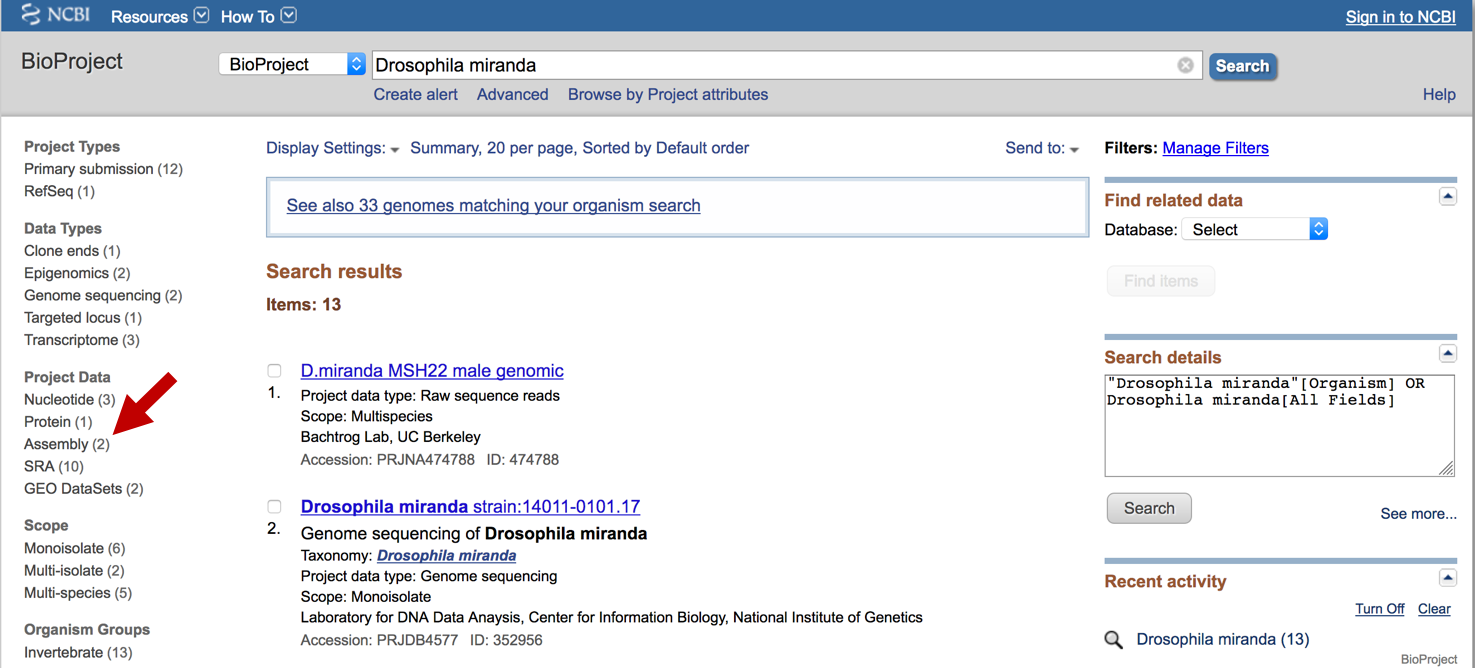 NCBI Resources How To Sign in to NCBI
BioProject BioProject Drosophila miranda Search
Create alert Advanced Browse by Project attributes Help
Project Types
Primary submission (12)
RefSeq (1)
Data Types
Clone ends (1)
Epigenomics (2)
Genome sequencing (2)
Targeted locus (1)
Transcriptome (3)
Project Data
Nucleotide (3)
Protein (1)
Assembly (2)
SRA (10)
GEO DataSets (2)
Scope
Monoisolate (6)
Multi-isolate (2)
Multi-species (5)
Organism Groups
Invertebrate (13)
Display Settings: Summary, 20 per page, Sorted by Default order Send to:
See also 33 genomes matching your organism search
Search results
Items: 13
D.miranda MSH22 male genomic
1. Project data type: Raw sequence reads
Scope: Multispecies
Bachtrog Lab, UC Berkeley
Accession: PRJNA474788 ID: 474788
Drosophila miranda strain:14011-0101.17
2. Genome sequencing of Drosophila miranda
Taxonomy: Drosophila miranda
Project data type: Genome sequencing
Scope: Monoisolate
Laboratory for DNA Data Anaysis, Center for Information Biology, National Institute of Genetics
Accession: PRJDB4577 ID: 352956
Filters: Manage Filters
Find related data
Database: Select
Find items
Search details
"Drosophila miranda"[Organism] OR
Drosophila miranda[All Fields]
Search See more...
Recent activity
Turn Off Clear
Drosophila miranda (13)
BioProject